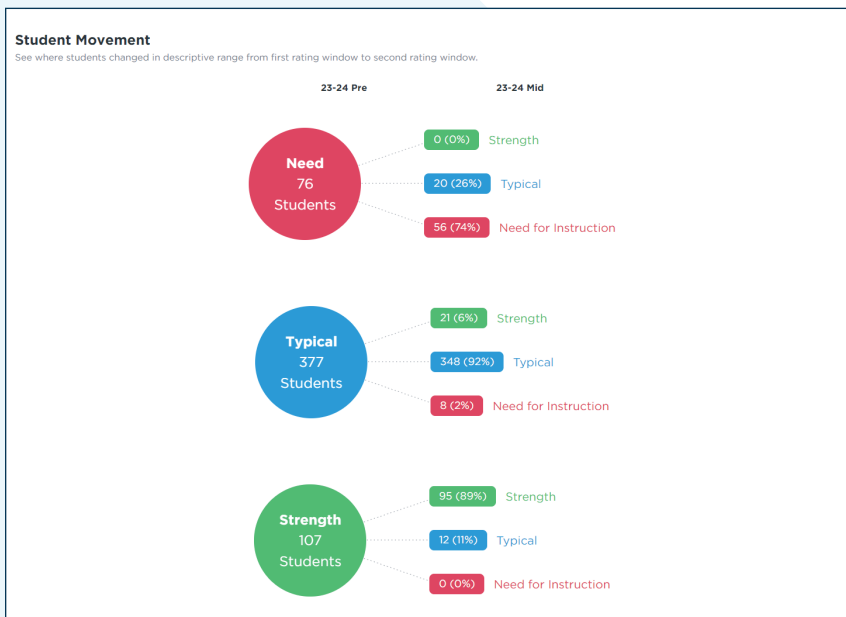 Student Movement
See where students changed in descriptive range from first rating window to second rating window.
23-24 Pre
23-24 Mid
Need
76
Students
0 (0%) Strength
20 (26%) Typical
56 (74%) Need for Instruction
Typical
377
Students
21 (6%) Strength
348 (92%) Typical
8 (2%) Need for Instruction
Strength
107
Students
95 (89%) Strength
12 (11%) Typical
0 (0%) Need for Instruction